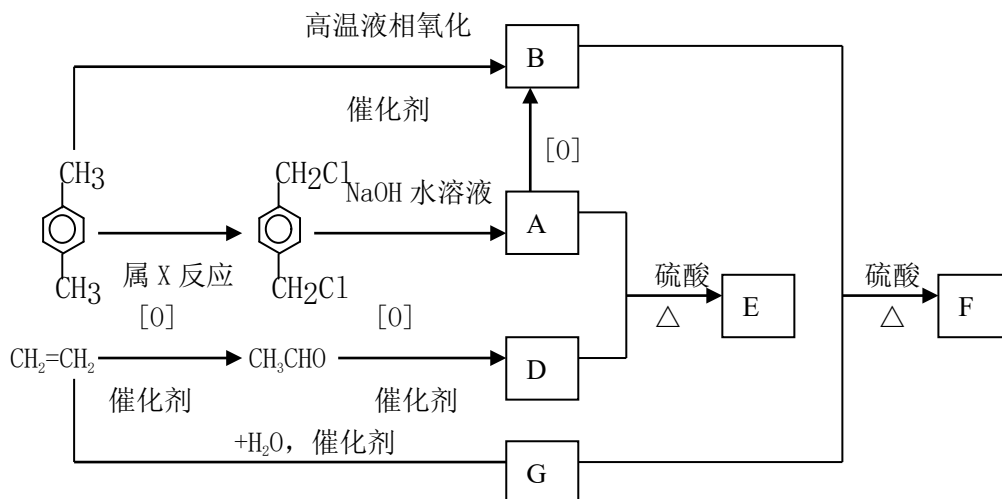 高温液相氧化
B
催化剂
[O]
CH3
CH2Cl
NaOH 水溶液
A
属 X 反应
CH3
CH2Cl
硫酸
△
E
硫酸
△
F
[O]
[O]
CH₂=CH₂
CH₃CHO
D
催化剂
催化剂
+H₂O，催化剂
G